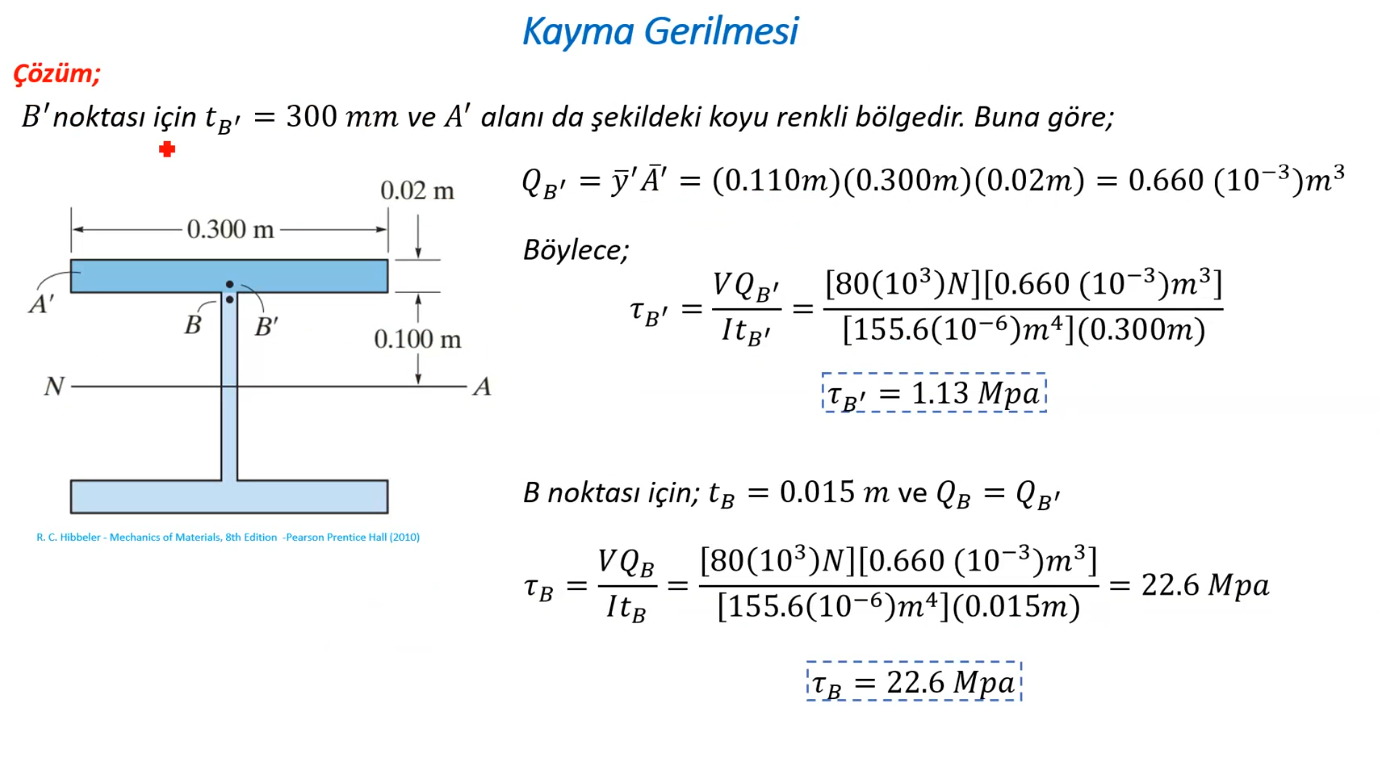 Kayma Gerilmesi
Çözüm;
B′noktası için t_B′ = 300 mm ve A′ alanı da şekildeki koyu renkli bölgedir. Buna göre;
Q_B′ = ȳ′Ā′ = (0.110m)(0.300m)(0.02m) = 0.660 (10⁻³)m³
0.02 m
0.300 m
A'
B
B'
0.100 m
N
A
R. C. Hibbeler - Mechanics of Materials, 8th Edition -Pearson Prentice Hall (2010)
Böylece;
τ_B′ = VQ_B′ / It_B′ = [80(10³)N][0.660 (10⁻³)m³] / [155.6(10⁻⁶)m⁴](0.300m)
τ_B′ = 1.13 Mpa
B noktası için; t_B = 0.015 m ve Q_B = Q_B′
τ_B = VQ_B / It_B = [80(10³)N][0.660 (10⁻³)m³] / [155.6(10⁻⁶)m⁴](0.015m) = 22.6 Mpa
τ_B = 22.6 Mpa